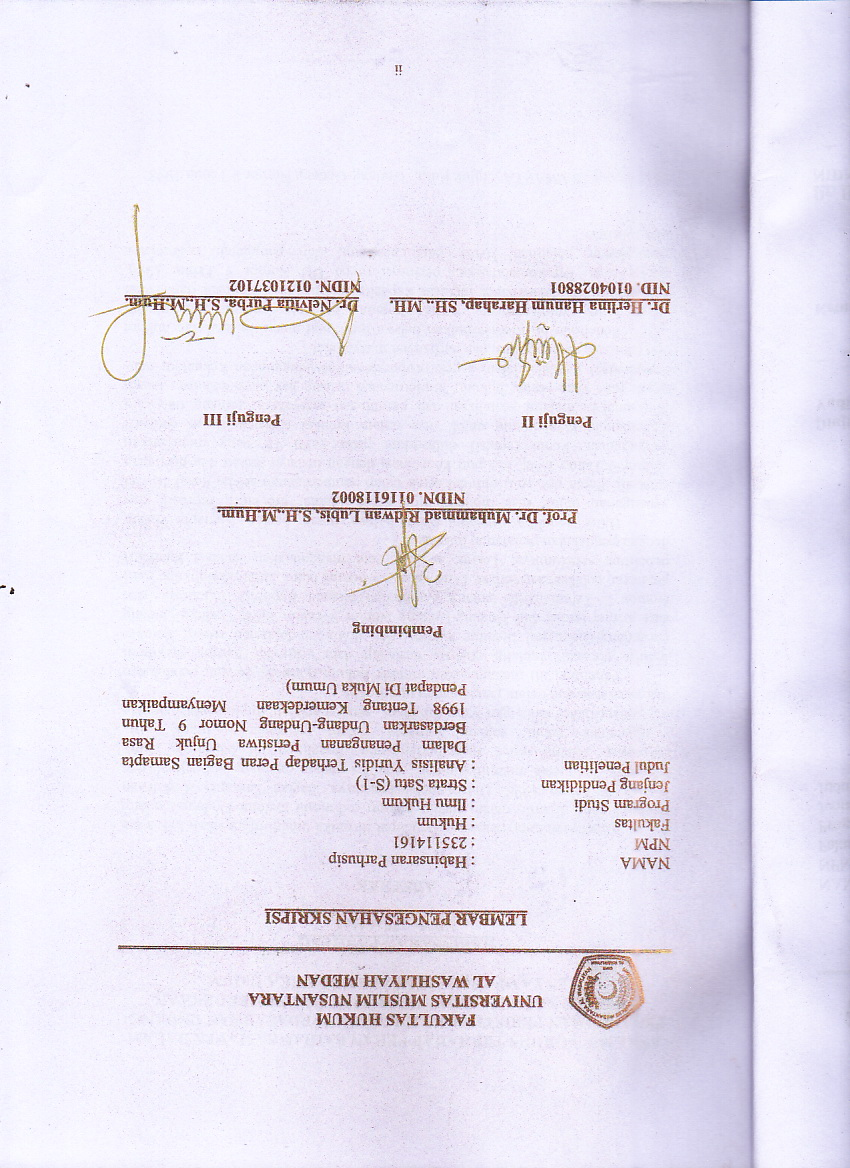 FAKULTAS HUKUM
UNIVERSITAS MUSLIM NUSANTARA
AL WASHLIYAH MEDAN
LEMBAR PENGESAHAN SKRIPSI
NAMA : Habinsaran Parhusip
NPM : 235114161
Fakultas : Hukum
Program Studi : Ilmu Hukum
Jenjang Pendidikan : Strata Satu (S-1)
Judul Penelitian : Analisis Yuridis Terhadap Peran Bagian Samapta
Dalam Penanganan Peristiwa Unjuk Rasa
Berdasarkan Undang-Undang Nomor 9 Tahun
1998 Tentang Kemerdekaan Menyampaikan
Pendapat Di Muka Umum)
Pembimbing
Prof. Dr. Muhammad Ridwan Lubis, S.H.,M.Hum.
NIDN. 0116118002
Penguji II Penguji III
Dr. Herlina Hanum Harahap, SH., MH. Dr. Nelvitia Purba, S.H.,M.Hum.
NID. 0104028801 NIDN. 0121037102
ii